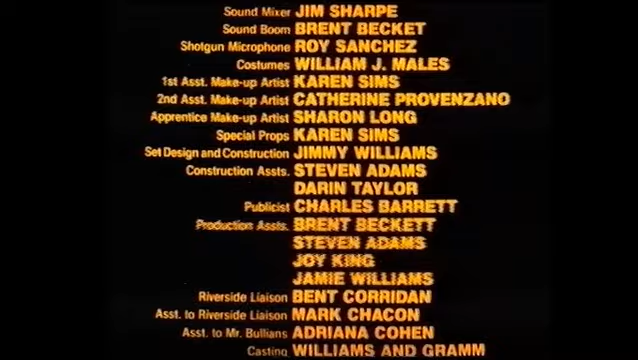 Sound Mixer JIM SHARPE
Sound Boom BRENT BECKET
Shotgun Microphone ROY SANCHEZ
Costumes WILLIAM J. MALES
1st Asst. Make-up Artist KAREN SIMS
2nd Asst. Make-up Artist CATHERINE PROVENZANO
Apprentice Make-up Artist SHARON LONG
Special Props KAREN SIMS
Set Design and Construction JIMMY WILLIAMS
Construction Assts. STEVEN ADAMS
DARIN TAYLOR
Publicist CHARLES BARRETT
Production Assts. BRENT BECKETT
STEVEN ADAMS
JOY KING
JAMIE WILLIAMS
Riverside Liaison BENT CORRIDAN
Asst. to Riverside Liaison MARK CHACON
Asst. to Mr. Bullians ADRIANA COHEN
Casting WILLIAMS AND GRAMM